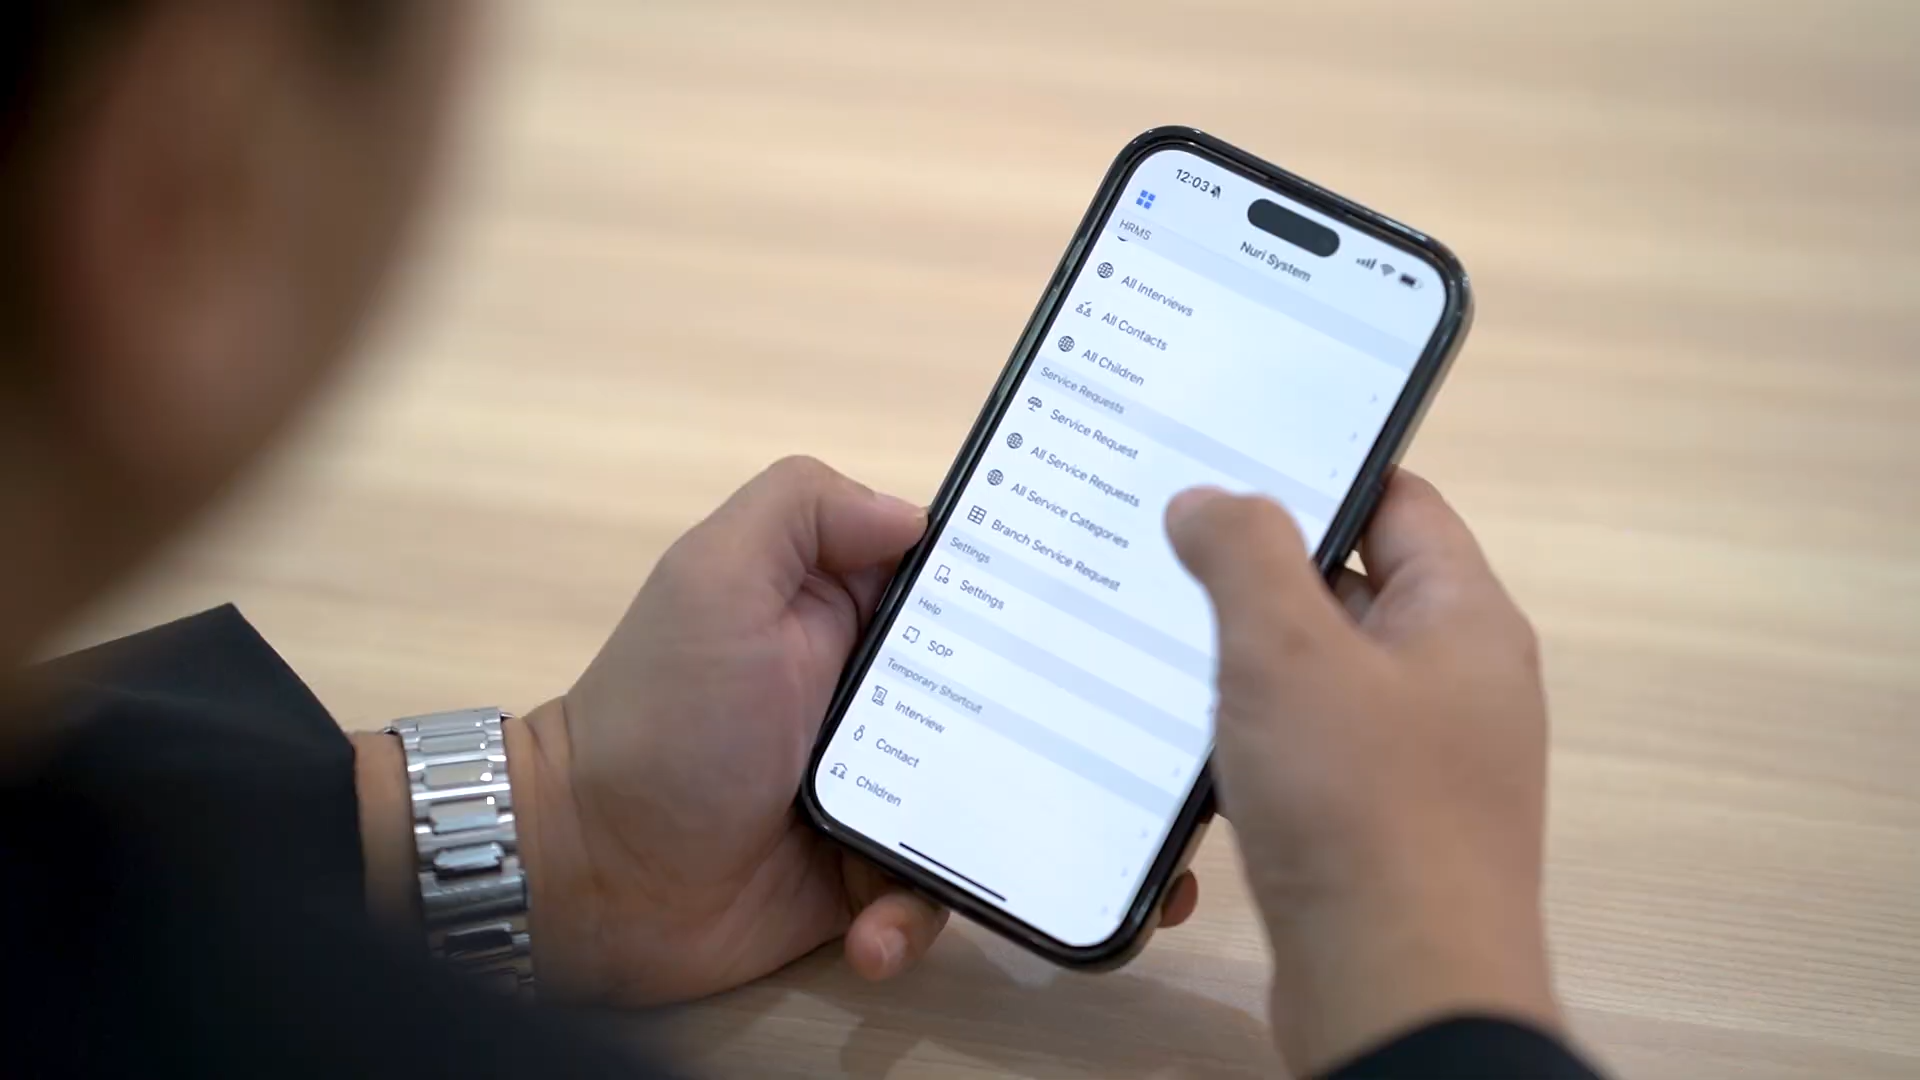 12:03
Nuri System
HRMS
All Interviews
All Contacts
All Children
Service Requests
Service Request
All Service Requests
All Service Categories
Branch Service Request
Settings
Settings
Help
SOP
Temporary Shortcut
Interview
Contact
Children